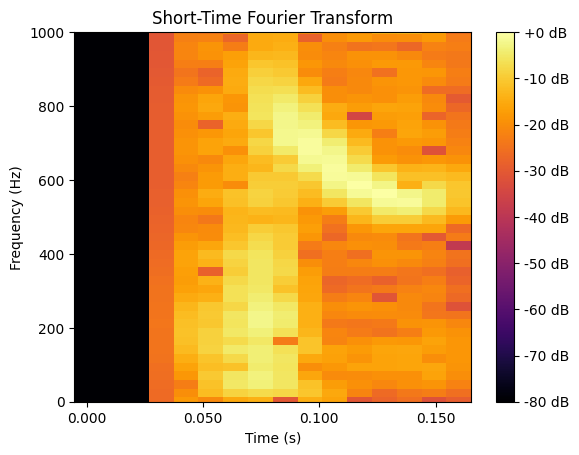 Short-Time Fourier Transform
1000
800
600
400
200
0
Frequency (Hz)
0.000
0.050
0.100
0.150
Time (s)
+0 dB
-10 dB
-20 dB
-30 dB
-40 dB
-50 dB
-60 dB
-70 dB
-80 dB